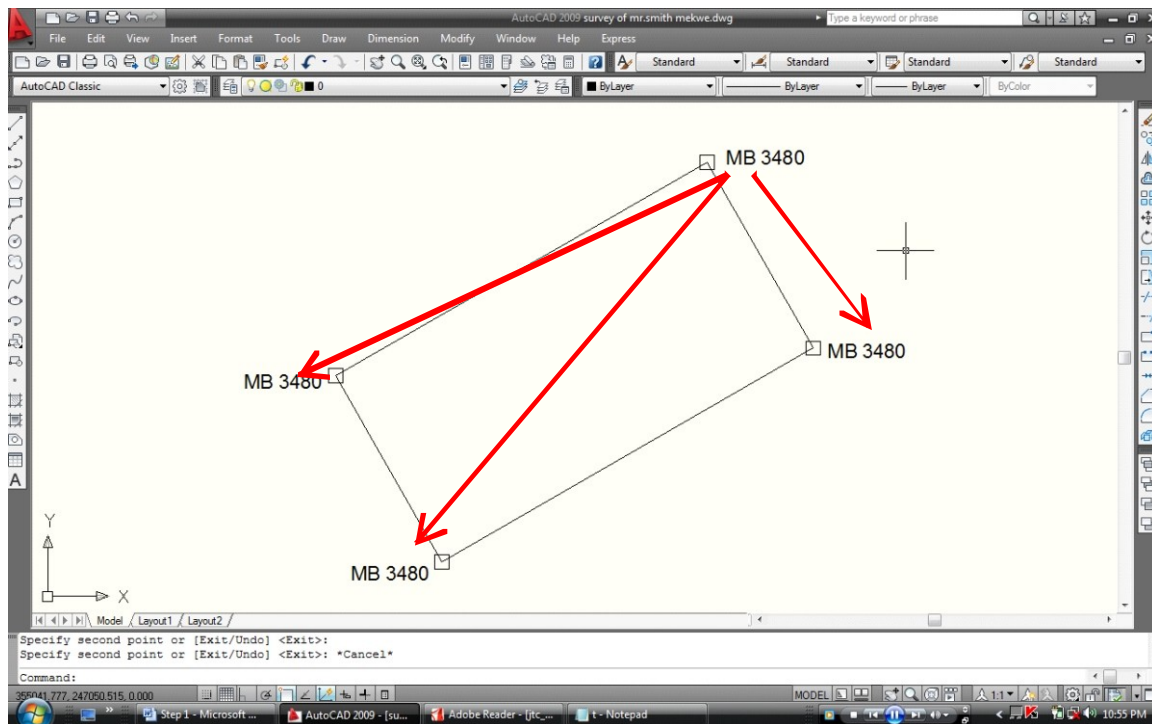 AutoCAD 2009 survey of mr.smith mekwe.dwg
Type a keyword or phrase
File Edit View Insert Format Tools Draw Dimension Modify Window Help Express
Standard Standard Standard Standard
AutoCAD Classic 0 ByLayer ByLayer ByLayer ByColor
MB 3480
MB 3480
MB 3480
MB 3480
Y
X
A
Model Layout1 Layout2
Specify second point or [Exit/Undo] <Exit>:
Specify second point or [Exit/Undo] <Exit>: *Cancel*
Command:
355041.777, 247050.515, 0.000 MODEL 1:1
Step 1 - Microsoft ... AutoCAD 2009 - [su... Adobe Reader - [jtc_... t - Notepad 10:55 PM